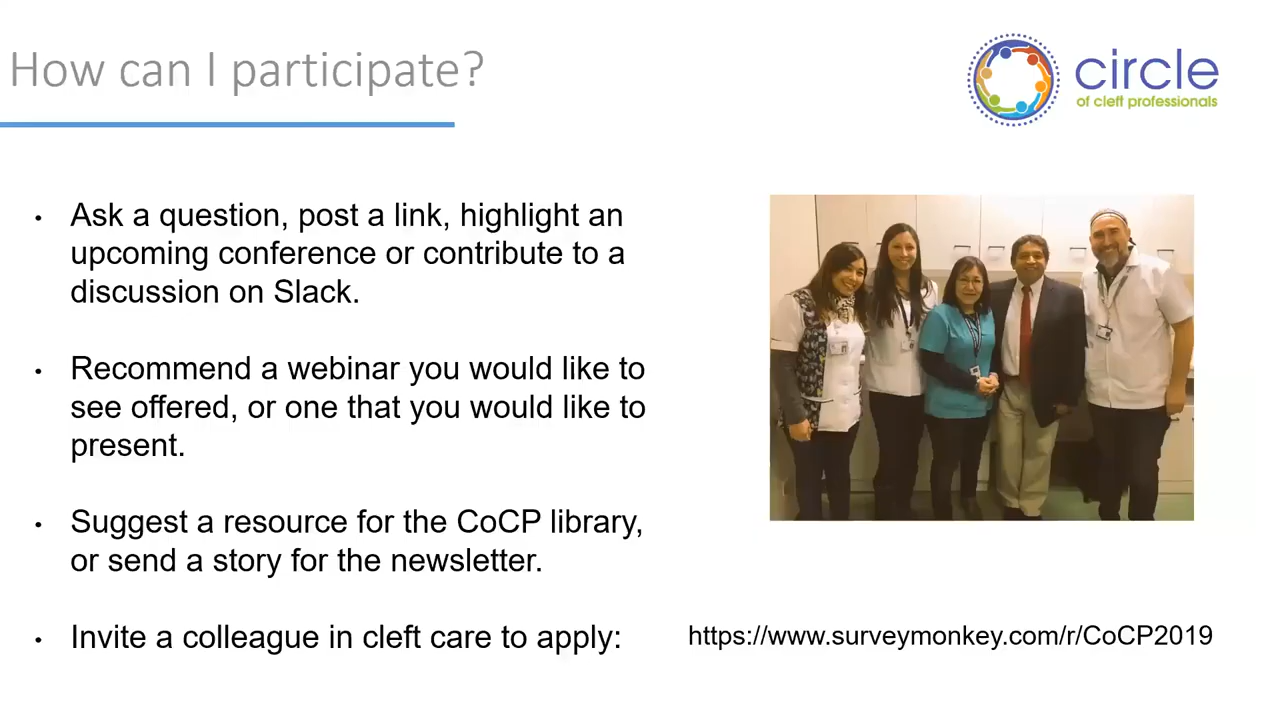 How can I participate?
circle
of cleft professionals
• Ask a question, post a link, highlight an
upcoming conference or contribute to a
discussion on Slack.
• Recommend a webinar you would like to
see offered, or one that you would like to
present.
• Suggest a resource for the CoCP library,
or send a story for the newsletter.
• Invite a colleague in cleft care to apply:
https://www.surveymonkey.com/r/CoCP2019